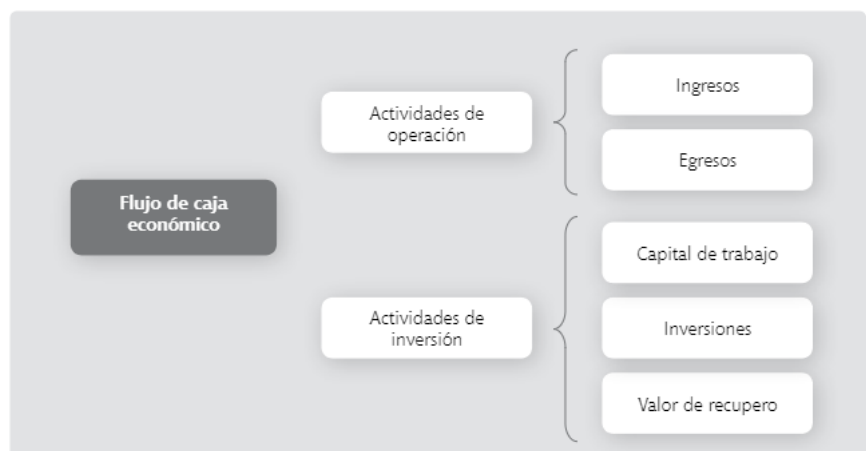 Flujo de caja
económico
Actividades de
operación
Ingresos
Egresos
Actividades de
inversión
Capital de trabajo
Inversiones
Valor de recupero